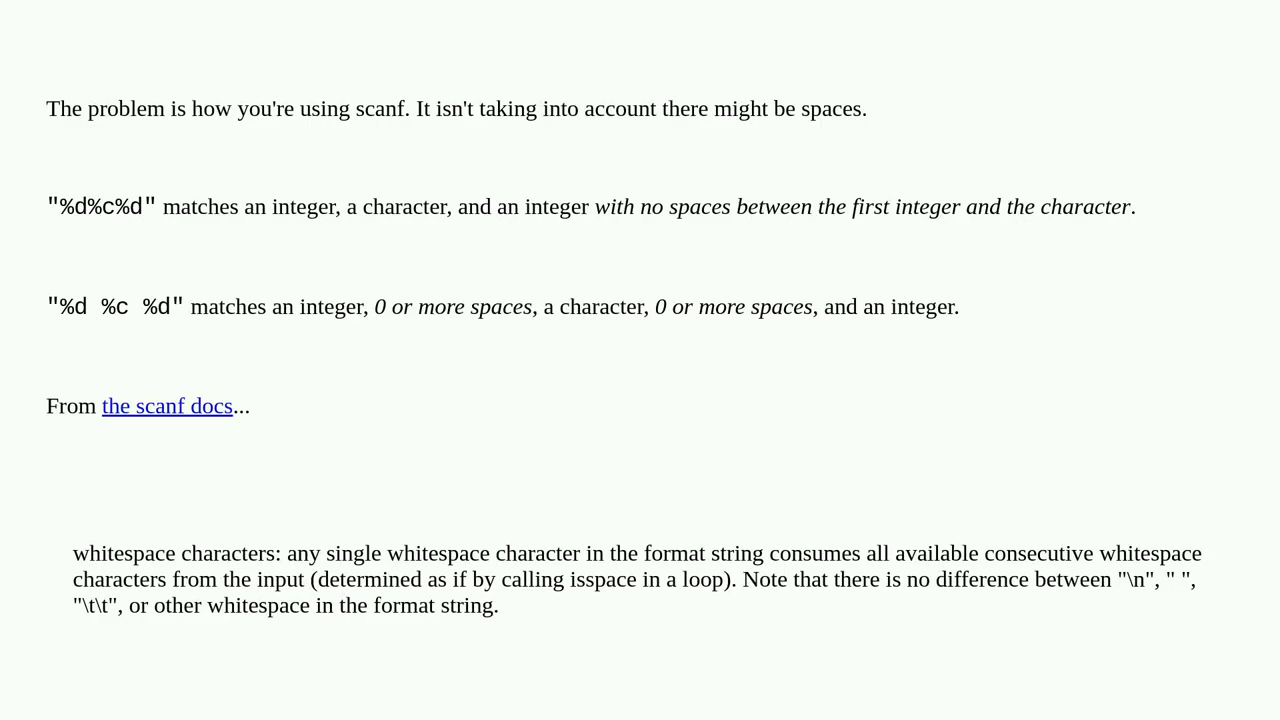 The problem is how you're using scanf. It isn't taking into account there might be spaces.
"%d%c%d" matches an integer, a character, and an integer with no spaces between the first integer and the character.
"%d %c %d" matches an integer, 0 or more spaces, a character, 0 or more spaces, and an integer.
From the scanf docs...
whitespace characters: any single whitespace character in the format string consumes all available consecutive whitespace
characters from the input (determined as if by calling isspace in a loop). Note that there is no difference between "\n", " ",
"\t\t", or other whitespace in the format string.